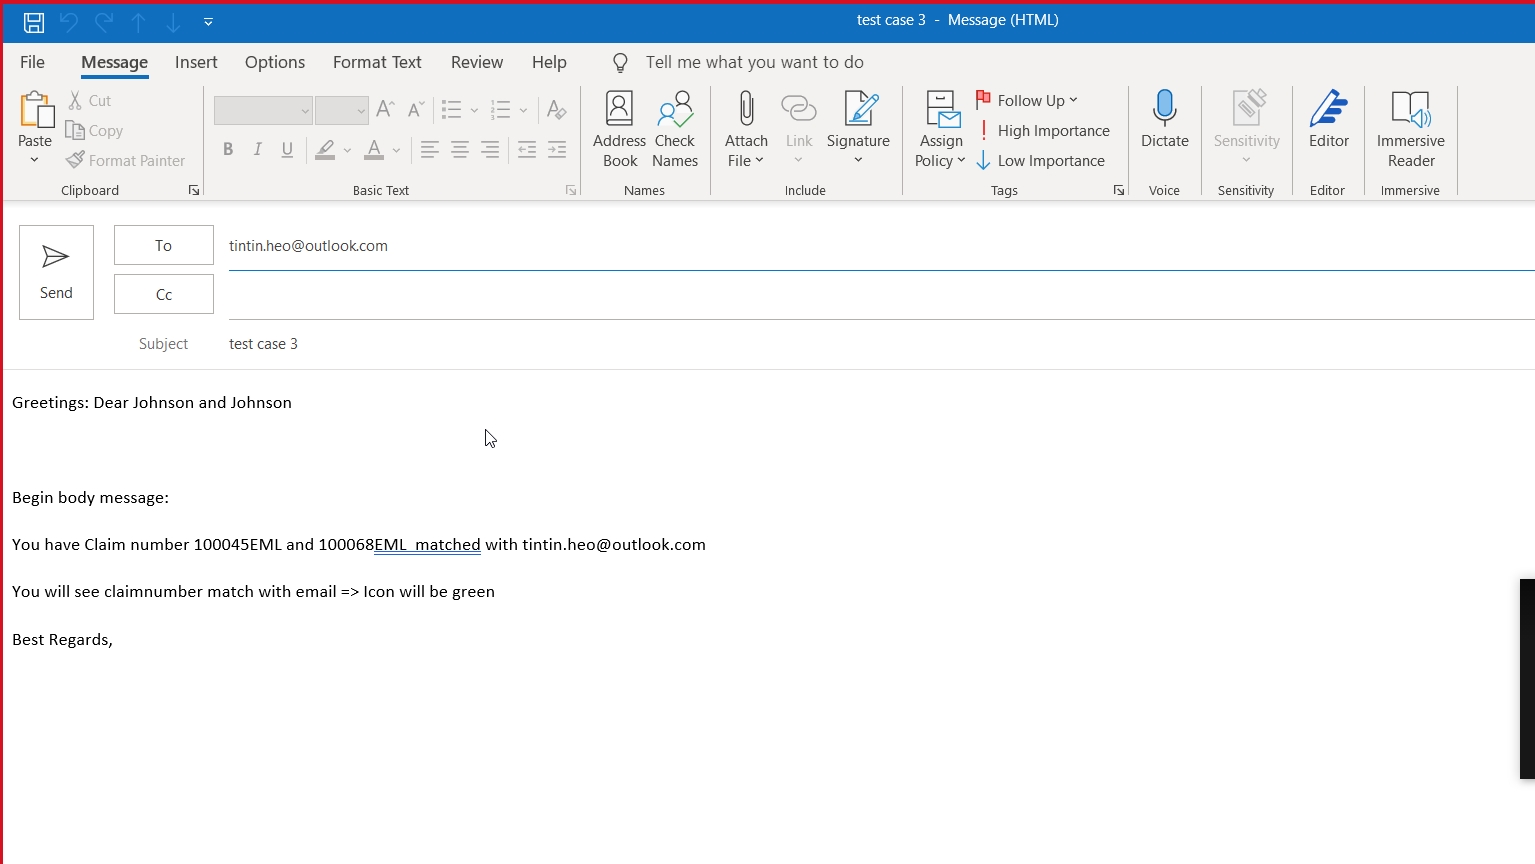 test case 3 - Message (HTML)
File Message Insert Options Format Text Review Help Tell me what you want to do
Paste
Cut
Copy
Format Painter
Clipboard
B I U A
Basic Text
Address Book
Check Names
Names
Attach File
Link
Signature
Include
Assign Policy
Follow Up
High Importance
Low Importance
Tags
Dictate
Voice
Sensitivity
Sensitivity
Editor
Editor
Immersive Reader
Immersive
Send
To tintin.heo@outlook.com
Cc
Subject test case 3
Greetings: Dear Johnson and Johnson
Begin body message:
You have Claim number 100045EML and 100068EML  matched with tintin.heo@outlook.com
You will see claimnumber match with email => Icon will be green
Best Regards,